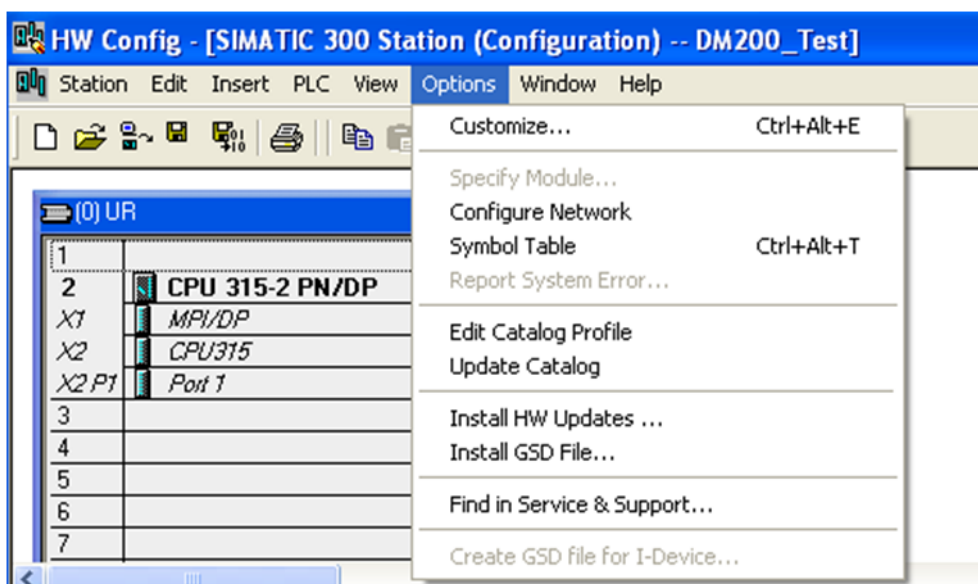 HW Config - [SIMATIC 300 Station (Configuration) -- DM200_Test]
Station Edit Insert PLC View Options Window Help
Customize... Ctrl+Alt+E
Specify Module...
Configure Network
Symbol Table Ctrl+Alt+T
Report System Error...
Edit Catalog Profile
Update Catalog
Install HW Updates ...
Install GSD File...
Find in Service & Support...
Create GSD file for I-Device...
(0) UR
1
2 CPU 315-2 PN/DP
X1 MPI/DP
X2 CPU315
X2 P1 Port 1
3
4
5
6
7